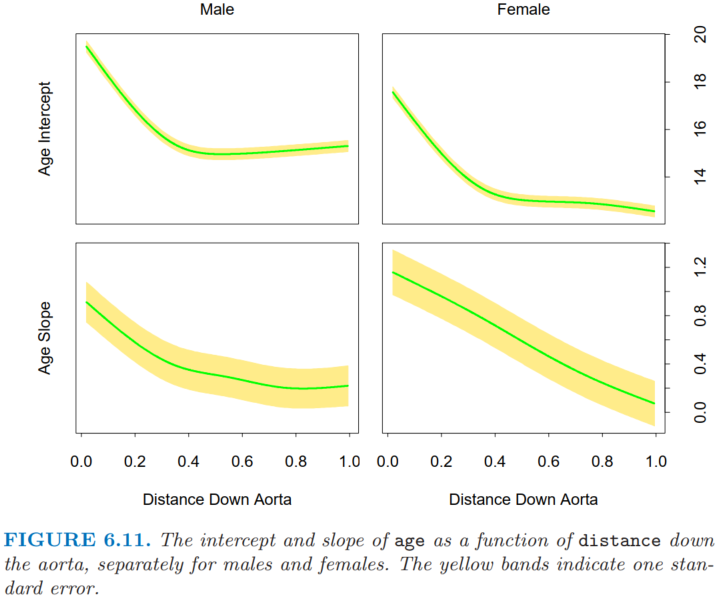 Male Female
Age Intercept
20
18
16
14
Age Slope
1.2
0.8
0.4
0.0
0.0 0.2 0.4 0.6 0.8 1.0 0.0 0.2 0.4 0.6 0.8 1.0
Distance Down Aorta Distance Down Aorta
FIGURE 6.11. The intercept and slope of age as a function of distance down
the aorta, separately for males and females. The yellow bands indicate one stan-
dard error.